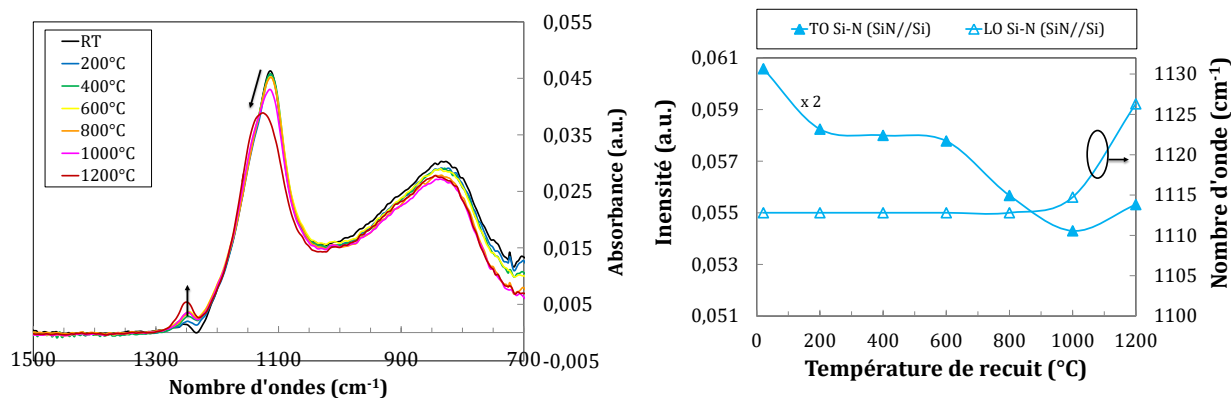 RT
200°C
400°C
600°C
800°C
1000°C
1200°C
0,055
0,045
0,035
0,025
0,015
0,005
-0,005
Absorbance (a.u.)
1500
1300
1100
900
700
Nombre d'ondes (cm-1)
TO Si-N (SiN//Si)
LO Si-N (SiN//Si)
x 2
0,061
0,059
0,057
0,055
0,053
0,051
Inensité (a.u.)
1130
1125
1120
1115
1110
1105
1100
Nombre d'onde (cm-1)
0
200
400
600
800
1000
1200
Température de recuit (°C)